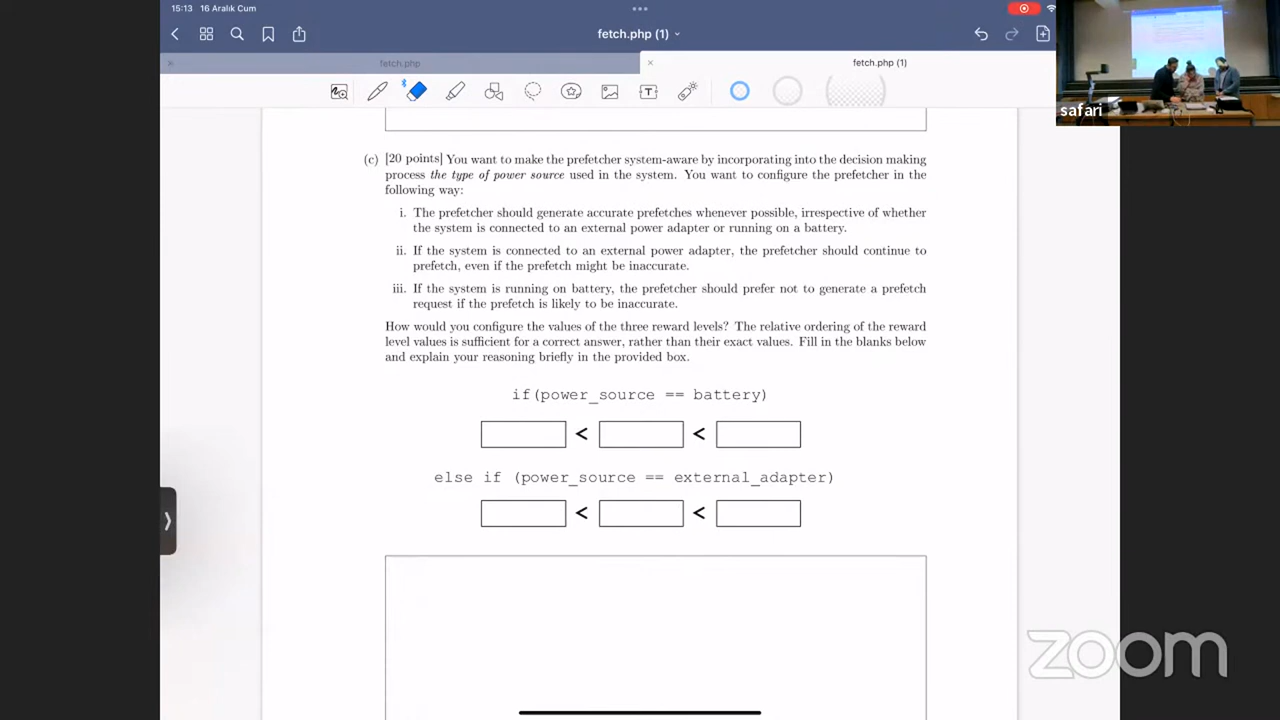 15:13 16 Aralık Cum
fetch.php (1)
fetch.php
fetch.php (1)
safari
(c) [20 points] You want to make the prefetcher system-aware by incorporating into the decision making
process the type of power source used in the system. You want to configure the prefetcher in the
following way:
i. The prefetcher should generate accurate prefetches whenever possible, irrespective of whether
the system is connected to an external power adapter or running on a battery.
ii. If the system is connected to an external power adapter, the prefetcher should continue to
prefetch, even if the prefetch might be inaccurate.
iii. If the system is running on battery, the prefetcher should prefer not to generate a prefetch
request if the prefetch is likely to be inaccurate.
How would you configure the values of the three reward levels? The relative ordering of the reward
level values is sufficient for a correct answer, rather than their exact values. Fill in the blanks below
and explain your reasoning briefly in the provided box.
if(power_source == battery)
< <
else if (power_source == external_adapter)
< <
zoom